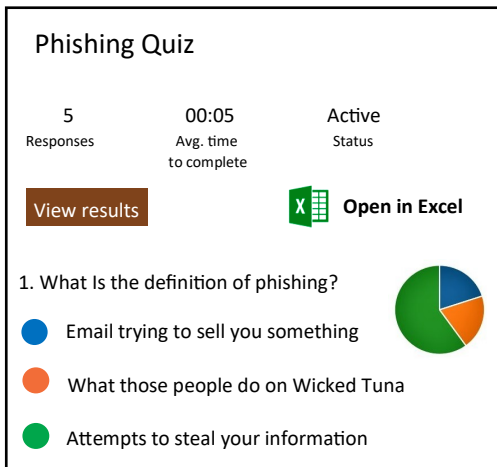 Phishing Quiz
5
00:05
Active
Responses
Avg. time
to complete
Status
View results
X
Open in Excel
1. What Is the definition of phishing?
Email trying to sell you something
What those people do on Wicked Tuna
Attempts to steal your information